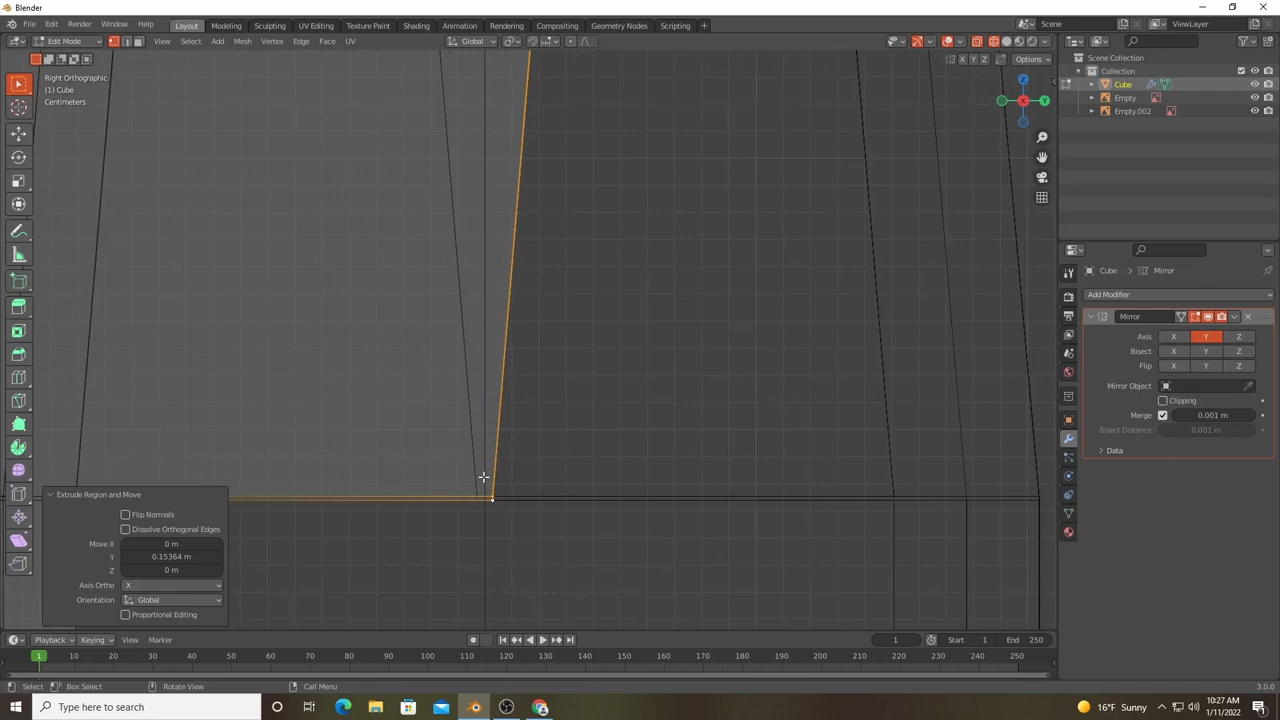 Blender
File Edit Render Window Help Layout Modeling Sculpting UV Editing Texture Paint Shading Animation Rendering Compositing Geometry Nodes Scripting + Scene ViewLayer
Edit Mode View Select Add Mesh Vertex Edge Face UV Global
X Y Z Options
Right Orthographic
(1) Cube
Centimeters
Z
X Y
Scene Collection
Collection
Cube
Empty
Empty.002
Cube > Mirror
Add Modifier
Mirror
Axis X Y Z
Bisect X Y Z
Flip X Y Z
Mirror Object
Clipping
Merge 0.001 m
Bisect Distance 0.001 m
Data
Extrude Region and Move
Flip Normals
Dissolve Orthogonal Edges
Move X 0 m
Y 0.15364 m
Z 0 m
Axis Ortho X
Orientation Global
Proportional Editing
Playback Keying View Marker 1 Start 1 End 250
1 10 20 30 40 50 60 70 80 90 100 110 120 130 140 150 160 170 180 190 200 210 220 230 240 250
Select Box Select Rotate View Call Menu 3.0.0
Type here to search 16°F Sunny 10:27 AM
1/11/2022